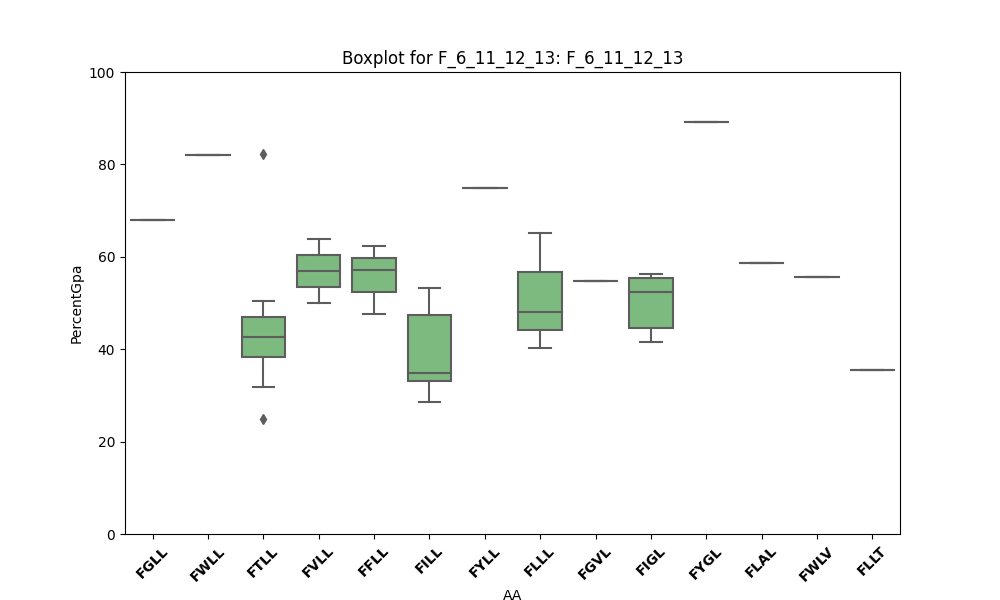 Boxplot for F_6_11_12_13: F_6_11_12_13
100
80
60
40
20
0
PercentGpa
FGLL FWLL FTLL FVLL FFLL FILL FYLL FLLL FGVL FIGL FYGL FLAL FWLV FLLT
AA